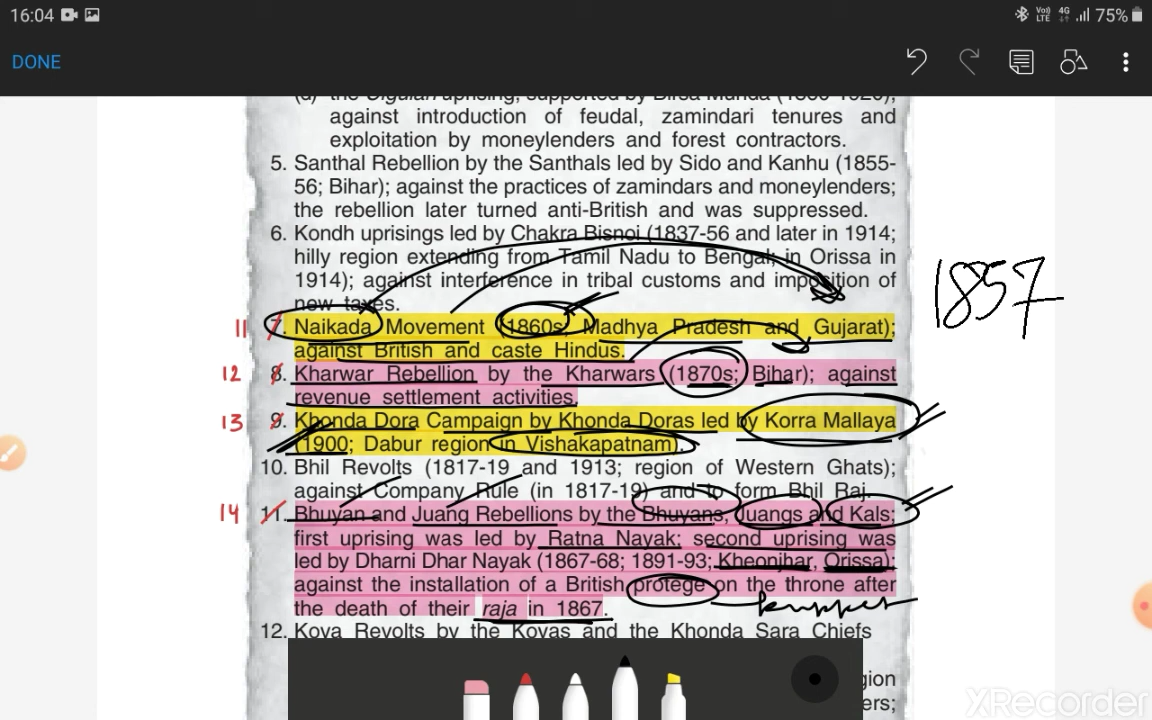 16:04
Vo)) LTE 4G 75%
DONE
against introduction of feudal, zamindari tenures and
exploitation by moneylenders and forest contractors.
5. Santhal Rebellion by the Santhals led by Sido and Kanhu (1855-
56; Bihar); against the practices of zamindars and moneylenders;
the rebellion later turned anti-British and was suppressed.
6. Kondh uprisings led by Chakra Bisnoi (1837-56 and later in 1914;
hilly region extending from Tamil Nadu to Bengal; in Orissa in
1914); against interference in tribal customs and imposition of
new taxes.
1857
11 7. Naikada Movement (1860s; Madhya Pradesh and Gujarat);
against British and caste Hindus.
12 8. Kharwar Rebellion by the Kharwars (1870s; Bihar); against
revenue settlement activities.
13 9. Khonda Dora Campaign by Khonda Doras led by Korra Mallaya
(1900; Dabur region in Vishakapatnam).
10. Bhil Revolts (1817-19 and 1913; region of Western Ghats);
against Company Rule (in 1817-19) and to form Bhil Raj.
14 11. Bhuyan and Juang Rebellions by the Bhuyans, Juangs and Kals;
first uprising was led by Ratna Nayak; second uprising was
led by Dharni Dhar Nayak (1867-68; 1891-93; Kheonjhar, Orissa);
against the installation of a British protege on the throne after
the death of their raja in 1867.
12. Koya Revolts by the Koyas and the Khonda Sara Chiefs
XRecorder